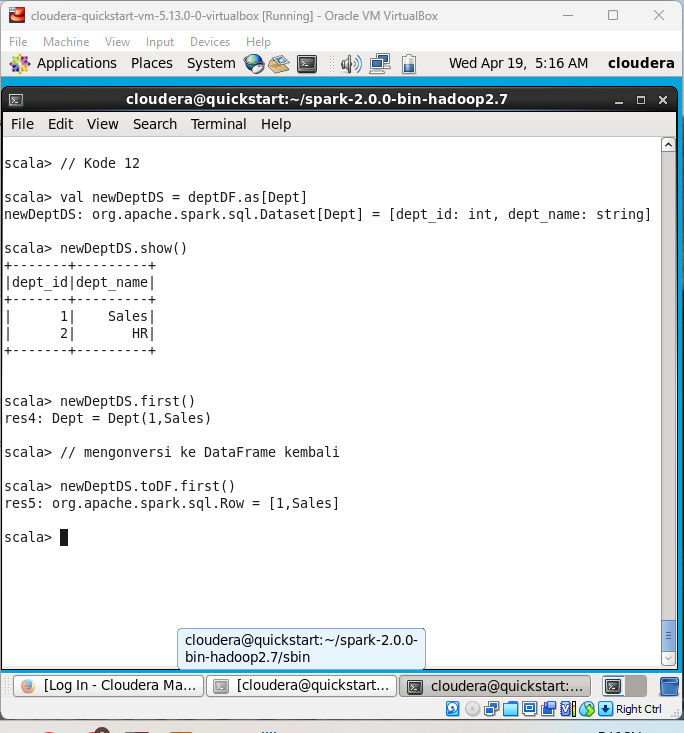 cloudera-quickstart-vm-5.13.0-0-virtualbox [Running] - Oracle VM VirtualBox
File Machine View Input Devices Help
Applications Places System Wed Apr 19, 5:16 AM cloudera
cloudera@quickstart:~/spark-2.0.0-bin-hadoop2.7
File Edit View Search Terminal Help
scala> // Kode 12
scala> val newDeptDS = deptDF.as[Dept]
newDeptDS: org.apache.spark.sql.Dataset[Dept] = [dept_id: int, dept_name: string]
scala> newDeptDS.show()
+-------+---------+
|dept_id|dept_name|
+-------+---------+
|      1|    Sales|
|      2|       HR|
+-------+---------+
scala> newDeptDS.first()
res4: Dept = Dept(1,Sales)
scala> // mengonversi ke DataFrame kembali
scala> newDeptDS.toDF.first()
res5: org.apache.spark.sql.Row = [1,Sales]
scala>
cloudera@quickstart:~/spark-2.0.0-
bin-hadoop2.7/sbin
[Log In - Cloudera Ma... [cloudera@quickstart... cloudera@quickstart:...
Right Ctrl